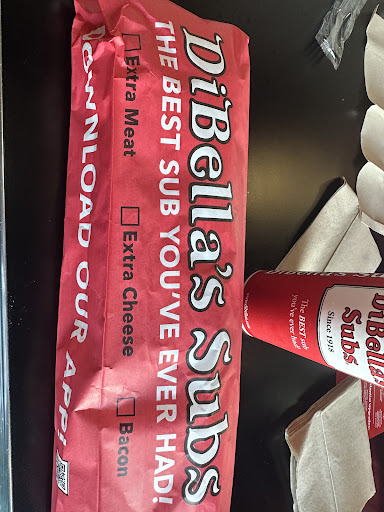 DiBella's Subs
THE BEST SUB YOU'VE EVER HAD!
Extra Meat Extra Cheese Bacon
DOWNLOAD OUR APP!
DiBella's
Subs
Since 1918
The BEST sub
you've ever had!